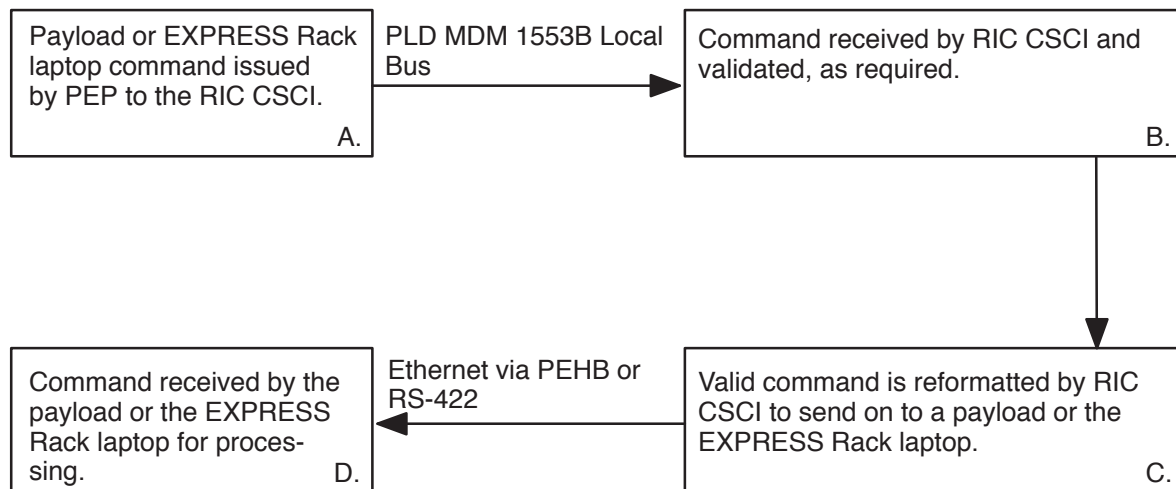 Payload or EXPRESS Rack
laptop command issued
by PEP to the RIC CSCI.
A.
PLD MDM 1553B Local
Bus
Command received by RIC CSCI and
validated, as required.
B.
Command received by the
payload or the EXPRESS
Rack laptop for proces-
sing.
D.
Ethernet via PEHB or
RS-422
Valid command is reformatted by RIC
CSCI to send on to a payload or the
EXPRESS Rack laptop.
C.